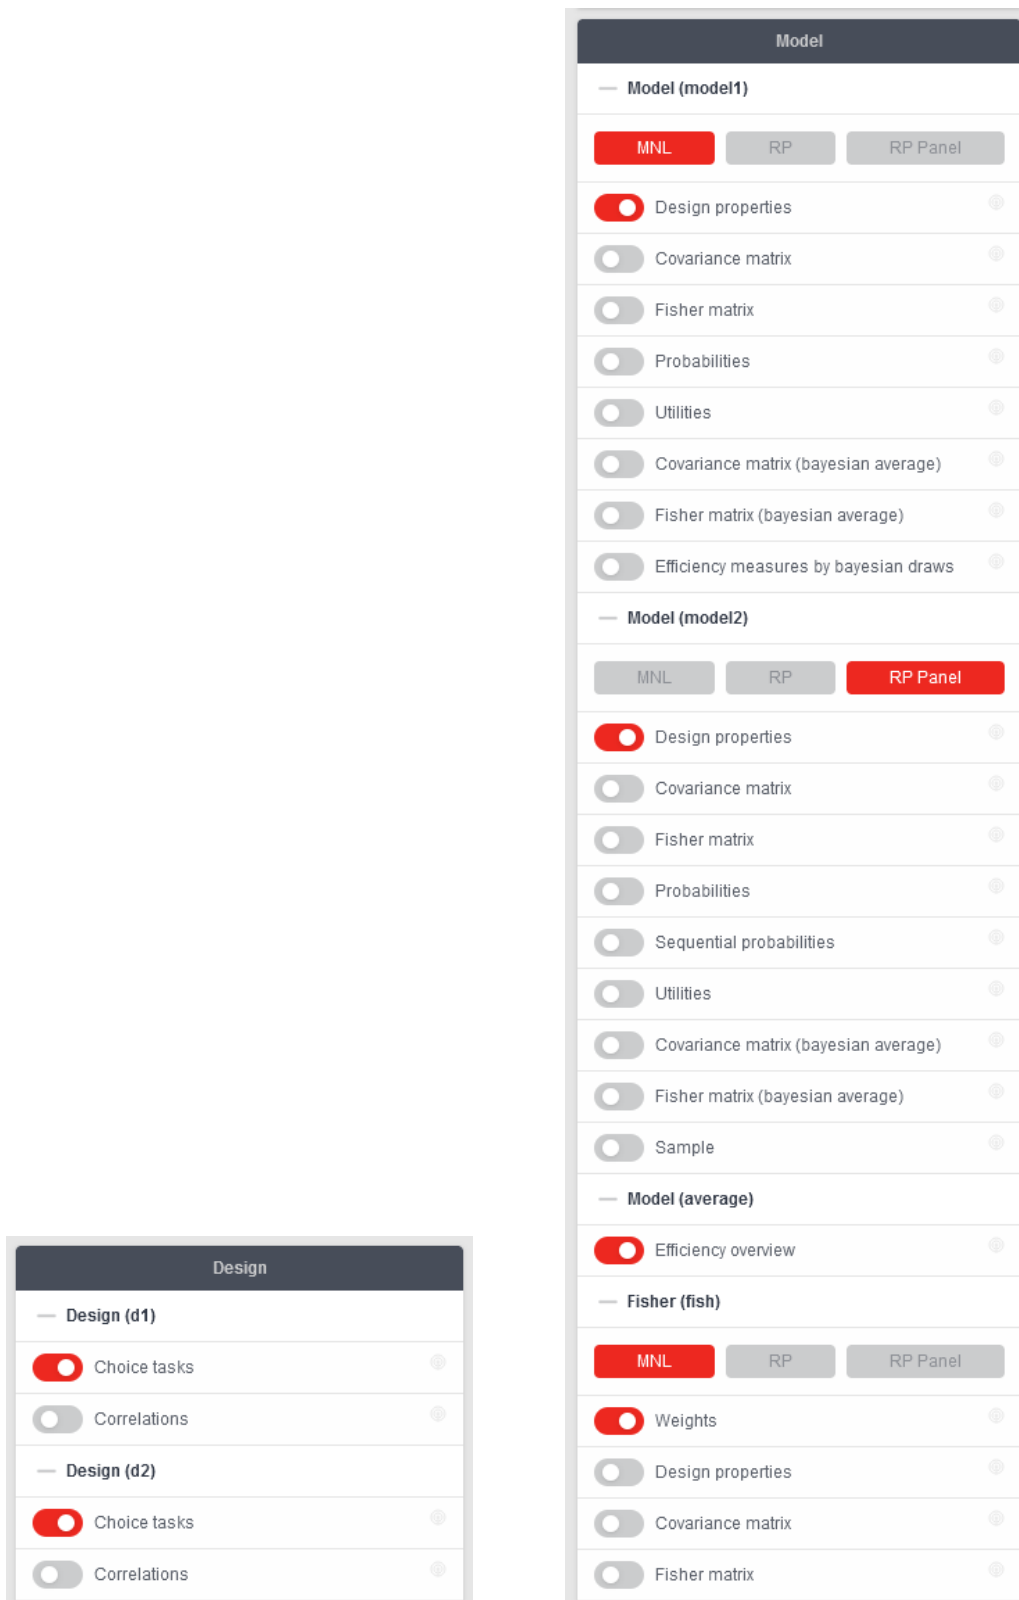 Design
Design (d1)
Choice tasks
Correlations
Design (d2)
Choice tasks
Correlations
Model
Model (model1)
MNL RP RP Panel
Design properties
Covariance matrix
Fisher matrix
Probabilities
Utilities
Covariance matrix (bayesian average)
Fisher matrix (bayesian average)
Efficiency measures by bayesian draws
Model (model2)
MNL RP RP Panel
Design properties
Covariance matrix
Fisher matrix
Probabilities
Sequential probabilities
Utilities
Covariance matrix (bayesian average)
Fisher matrix (bayesian average)
Sample
Model (average)
Efficiency overview
Fisher (fish)
MNL RP RP Panel
Weights
Design properties
Covariance matrix
Fisher matrix